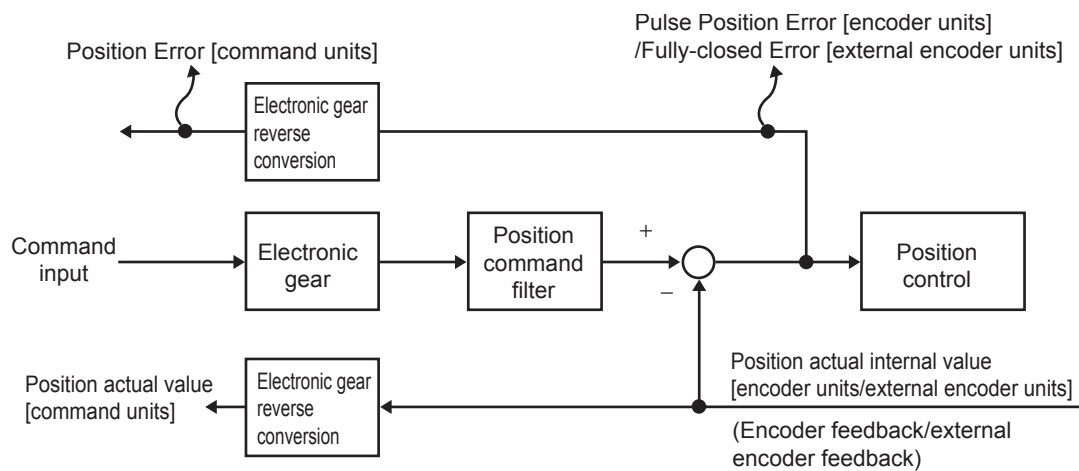 Pulse Position Error [encoder units]
/Fully-closed Error [external encoder units]
Position Error [command units]
Electronic gear
reverse
conversion
Command
input
Electronic
gear
Position
command
filter
+
−
Position
control
Position actual value
[command units]
Electronic gear
reverse
conversion
Position actual internal value
[encoder units/external encoder units]
(Encoder feedback/external
encoder feedback)